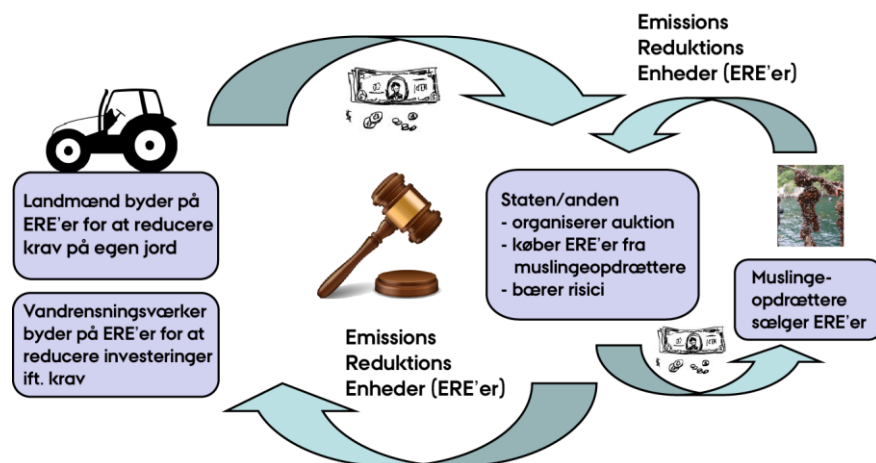 Emissions
Reduktions
Enheder (ERE'er)
Landmænd byder på
ERE'er for at reducere
krav på egen jord
Vandrensningsværker
byder på ERE'er for at
reducere investeringer
ift. krav
Staten/anden
- organiserer auktion
- køber ERE'er fra
muslingeopdrættere
- bærer risici
Muslinge-
opdrættere
sælger ERE'er
Emissions
Reduktions
Enheder (ERE'er)